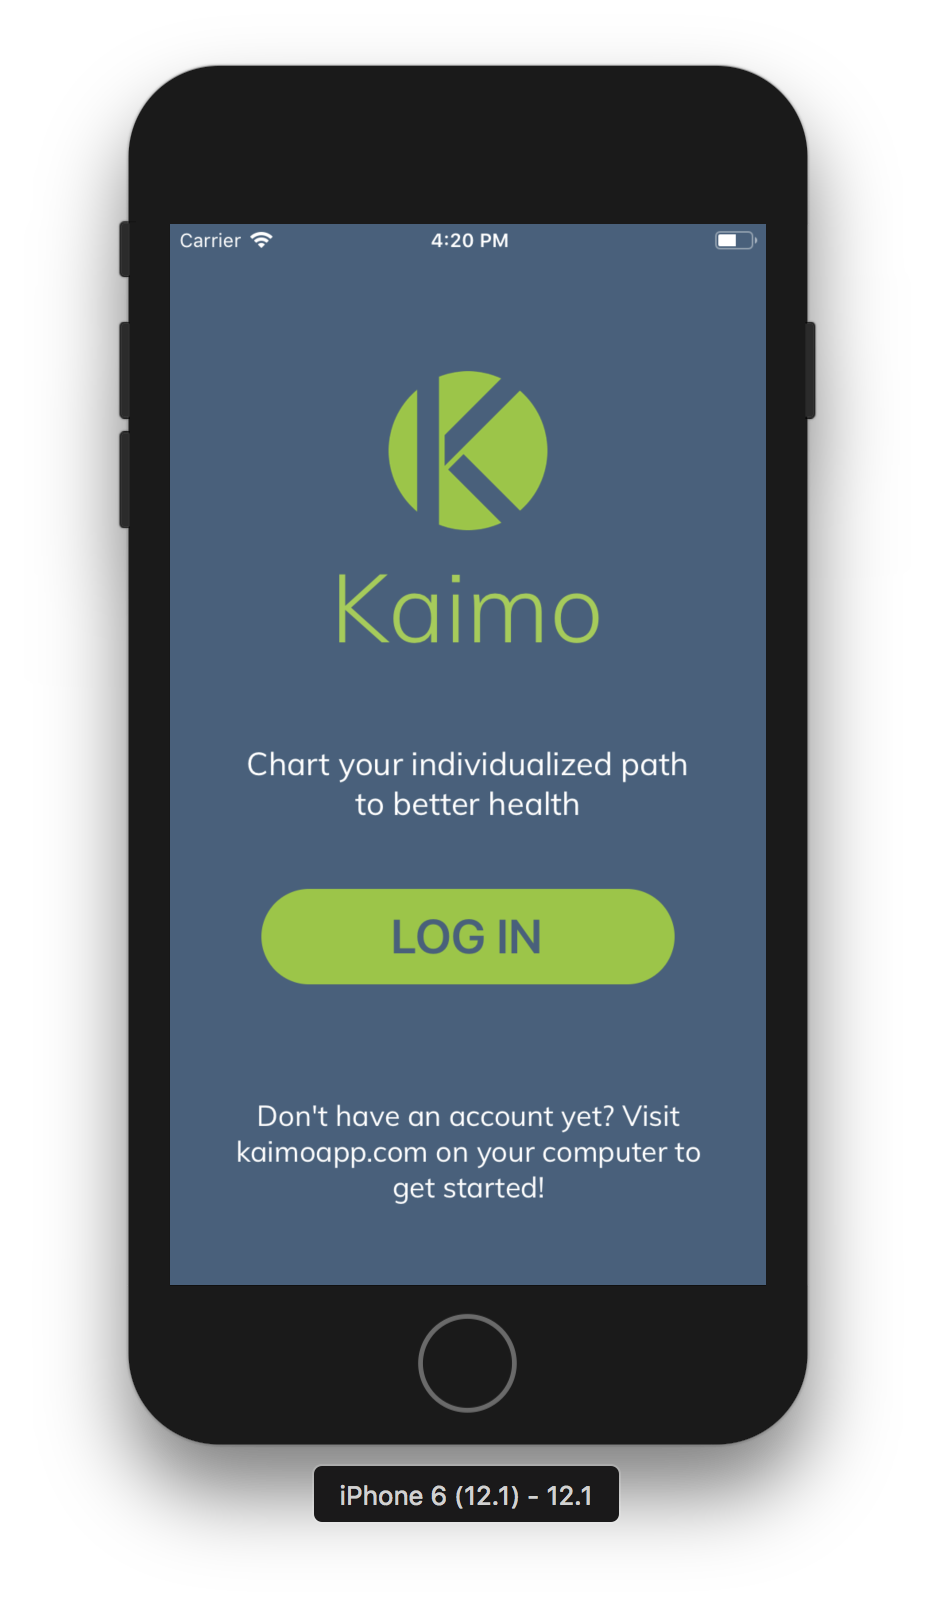 Carrier 4:20 PM
Kaimo
Chart your individualized path
to better health
LOG IN
Don't have an account yet? Visit
kaimoapp.com on your computer to
get started!
iPhone 6 (12.1) - 12.1